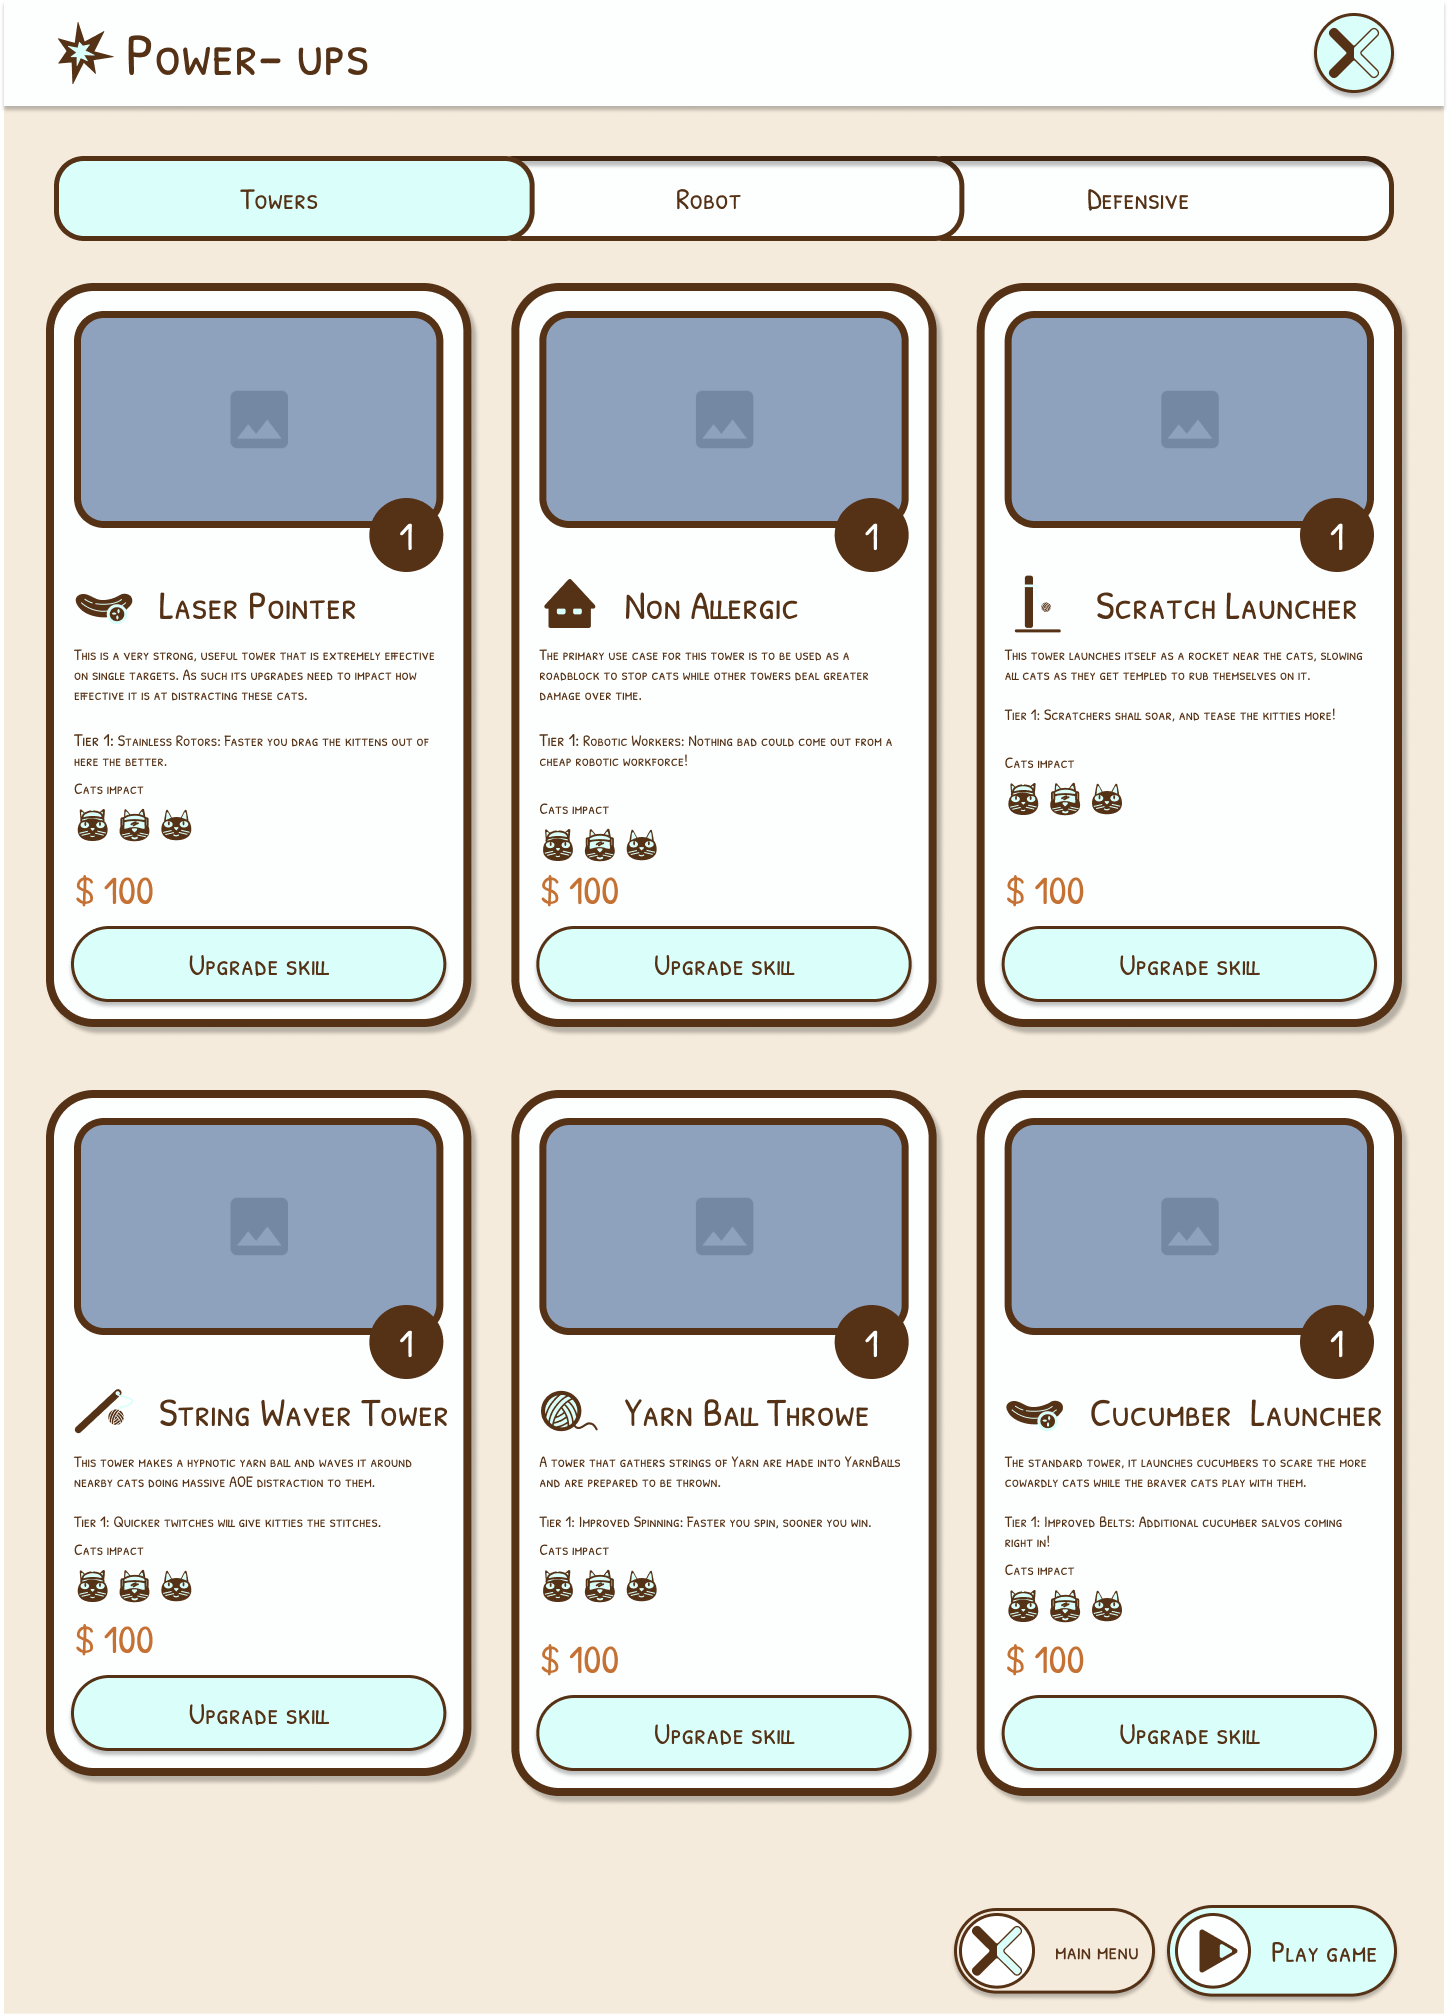 Power- ups
Towers
Robot
Defensive
1
Laser Pointer
This is a very strong, useful tower that is extremely effective
on single targets. As such its upgrades need to impact how
effective it is at distracting these cats.
Tier 1: Stainless Rotors: Faster you drag the kittens out of
here the better.
Cats impact
$ 100
Upgrade skill
1
Non Allergic
The primary use case for this tower is to be used as a
roadblock to stop cats while other towers deal greater
damage over time.
Tier 1: Robotic Workers: Nothing bad could come out from a
cheap robotic workforce!
Cats impact
$ 100
Upgrade skill
1
Scratch Launcher
This tower launches itself as a rocket near the cats, slowing
all cats as they get templed to rub themselves on it.
Tier 1: Scratchers shall soar, and tease the kitties more!
Cats impact
$ 100
Upgrade skill
1
String Waver Tower
This tower makes a hypnotic yarn ball and waves it around
nearby cats doing massive AOE distraction to them.
Tier 1: Quicker twitches will give kitties the stitches.
Cats impact
$ 100
Upgrade skill
1
Yarn Ball Throwe
A tower that gathers strings of Yarn are made into YarnBalls
and are prepared to be thrown.
Tier 1: Improved Spinning: Faster you spin, sooner you win.
Cats impact
$ 100
Upgrade skill
1
Cucumber Launcher
The standard tower, it launches cucumbers to scare the more
cowardly cats while the braver cats play with them.
Tier 1: Improved Belts: Additional cucumber salvos coming
right in!
Cats impact
$ 100
Upgrade skill
main menu
Play game